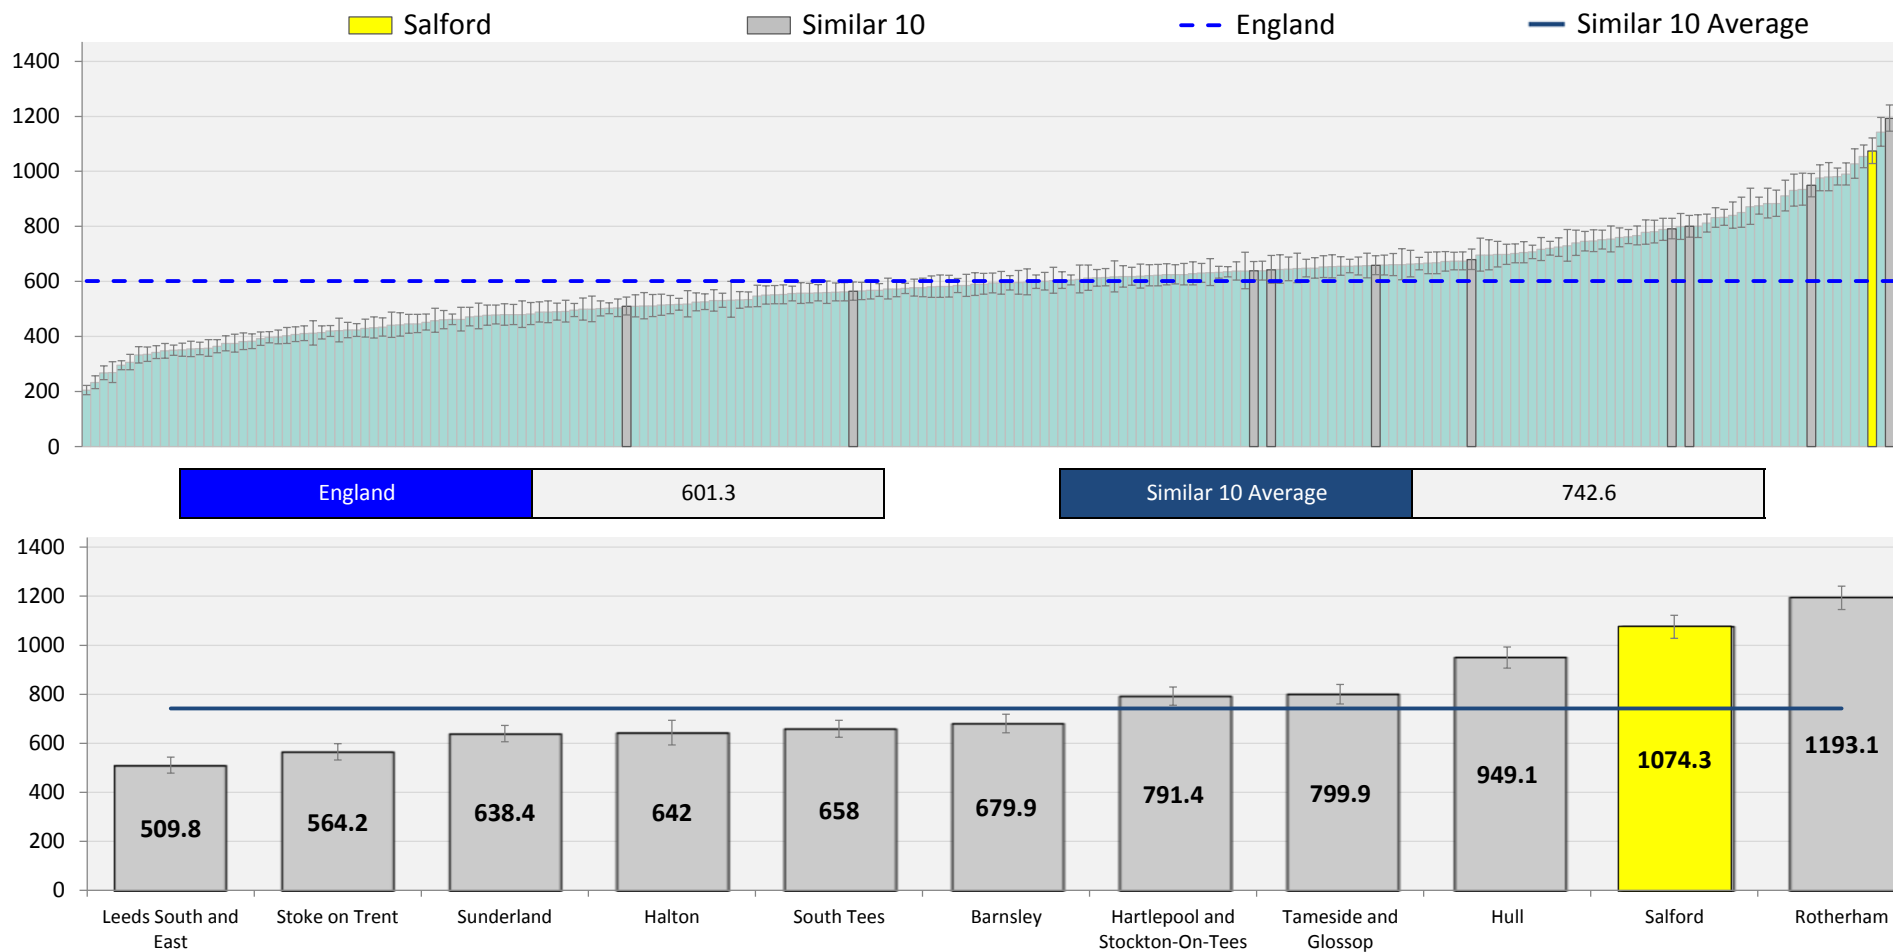 Salford
Similar 10
England
Similar 10 Average
1400
1200
1000
800
600
400
200
0
England
601.3
Similar 10 Average
742.6
1400
1200
1000
800
600
400
200
0
509.8
564.2
638.4
642
658
679.9
791.4
799.9
949.1
1074.3
1193.1
Leeds South and
East
Stoke on Trent
Sunderland
Halton
South Tees
Barnsley
Hartlepool and
Stockton-On-Tees
Tameside and
Glossop
Hull
Salford
Rotherham